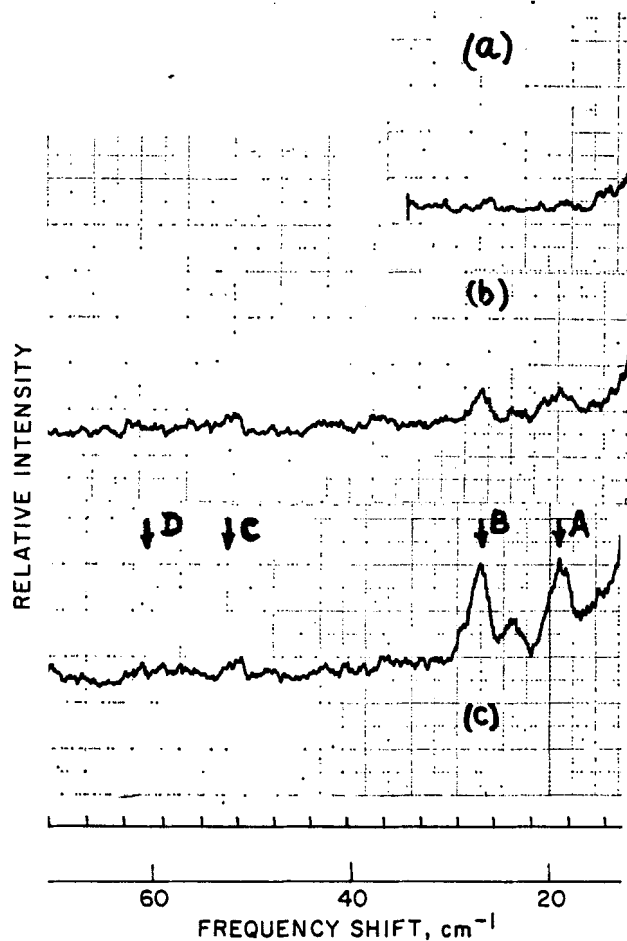 (a)
(b)
RELATIVE INTENSITY
D C B A
(c)
60 40 20
FREQUENCY SHIFT, cm⁻¹